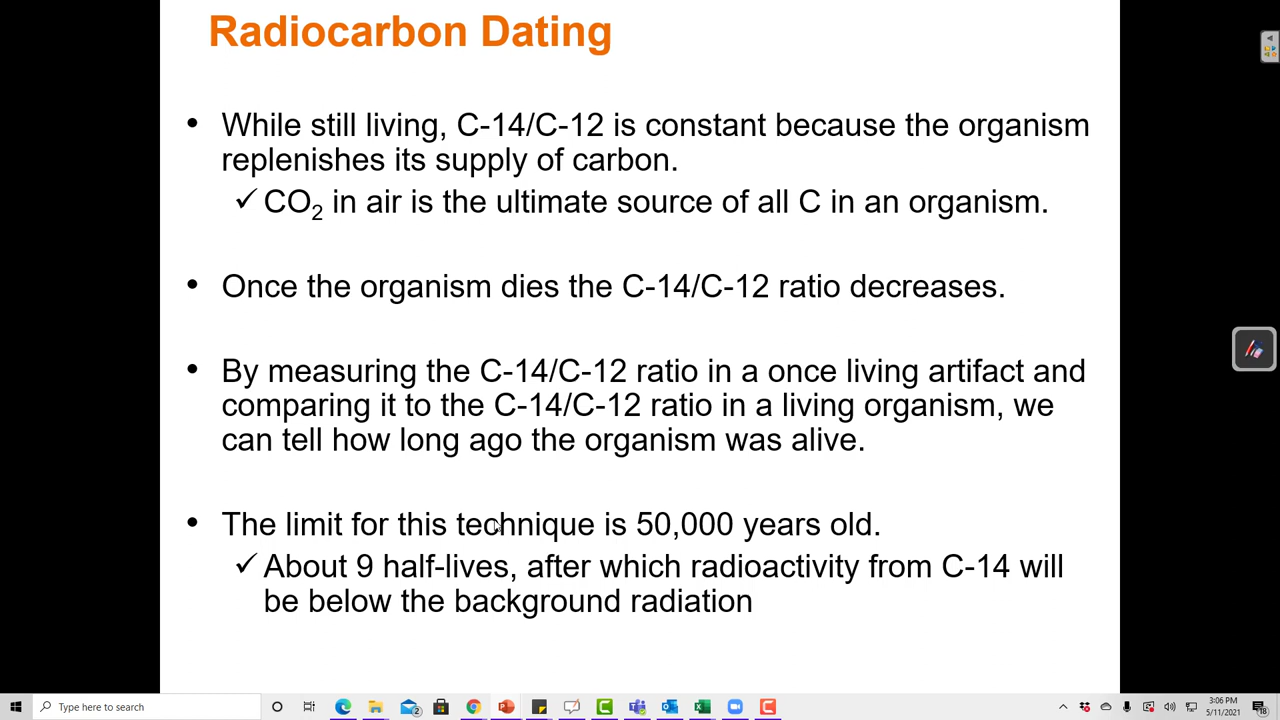 Radiocarbon Dating
• While still living, C-14/C-12 is constant because the organism
replenishes its supply of carbon.
✓ CO₂ in air is the ultimate source of all C in an organism.
• Once the organism dies the C-14/C-12 ratio decreases.
• By measuring the C-14/C-12 ratio in a once living artifact and
comparing it to the C-14/C-12 ratio in a living organism, we
can tell how long ago the organism was alive.
• The limit for this technique is 50,000 years old.
✓ About 9 half-lives, after which radioactivity from C-14 will
be below the background radiation
Type here to search
2
3:06 PM
5/11/2021
18